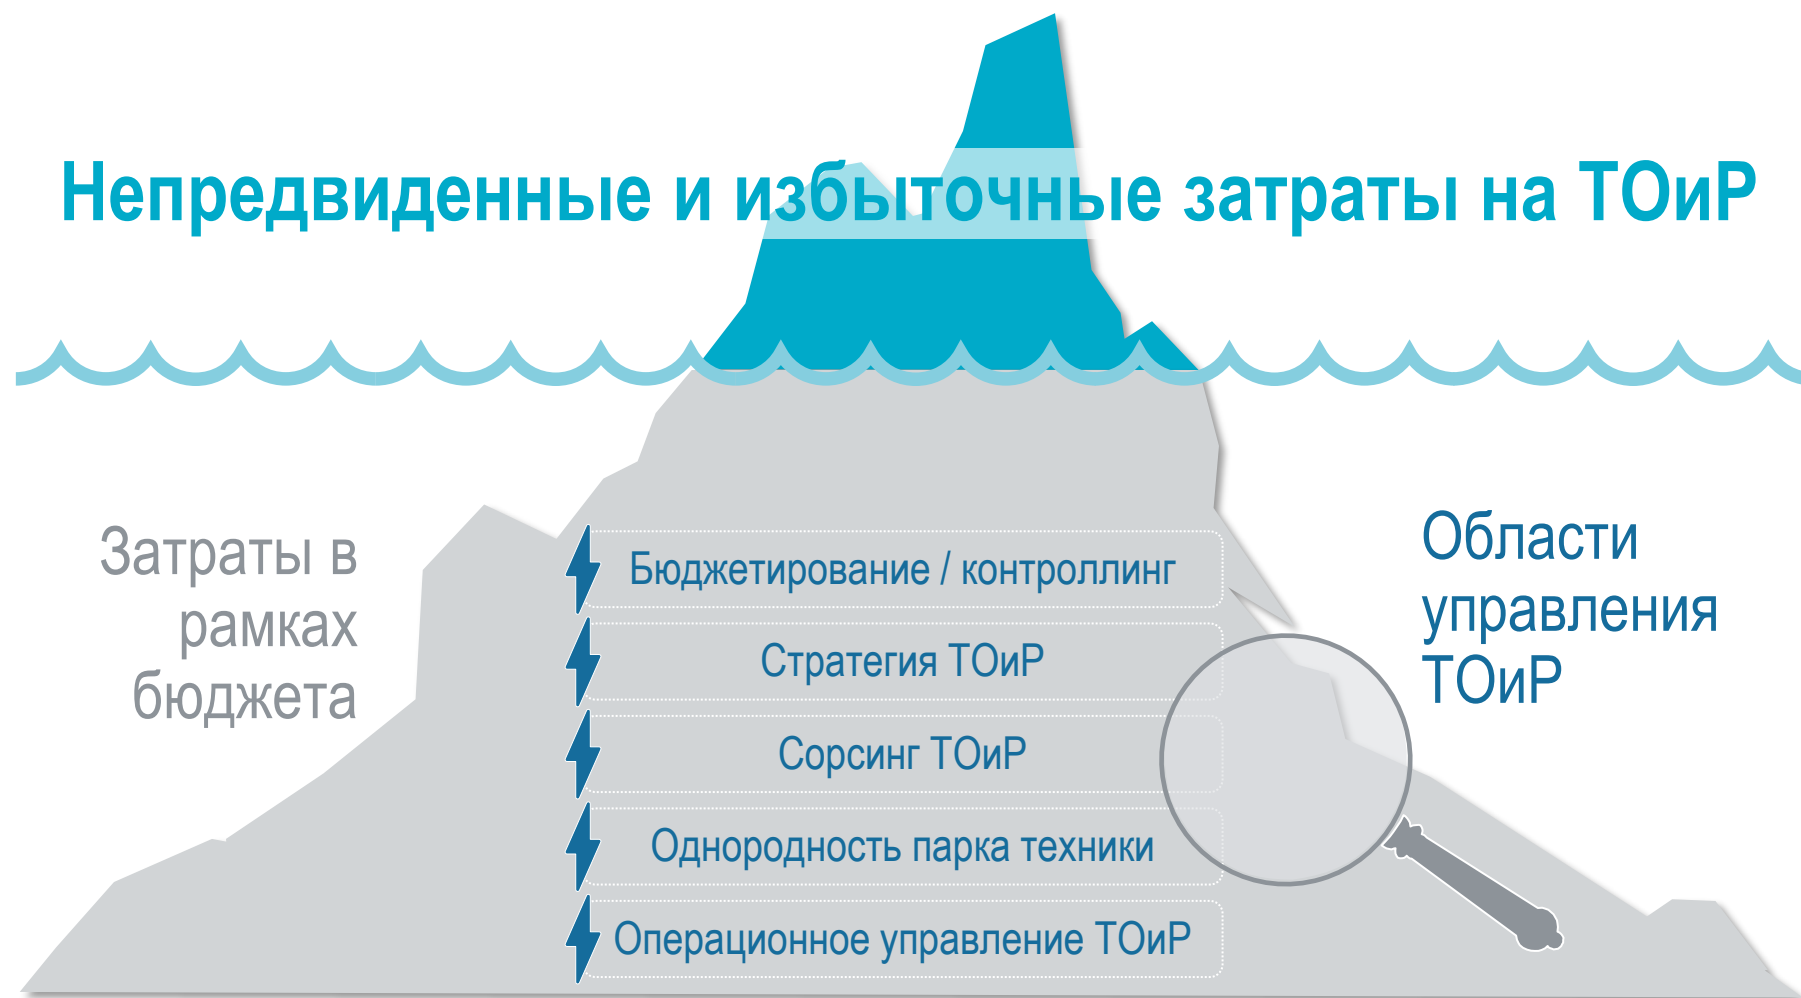 Непредвиденные и избыточные затраты на ТОиР
Затраты в
рамках
бюджета
Бюджетирование / контроллинг
Стратегия ТОиР
Сорсинг ТОиР
Однородность парка техники
Операционное управление ТОиР
Области
управления
ТОиР